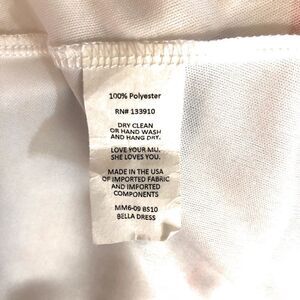 100% Polyester
RN# 133910
DRY CLEAN
OR HAND WASH
AND HANG DRY.
LOVE YOUR MU,
SHE LOVES YOU.
MADE IN THE USA
OF IMPORTED FABRIC
AND IMPORTED
COMPONENTS
MM6-09 BS10
BELLA DRESS